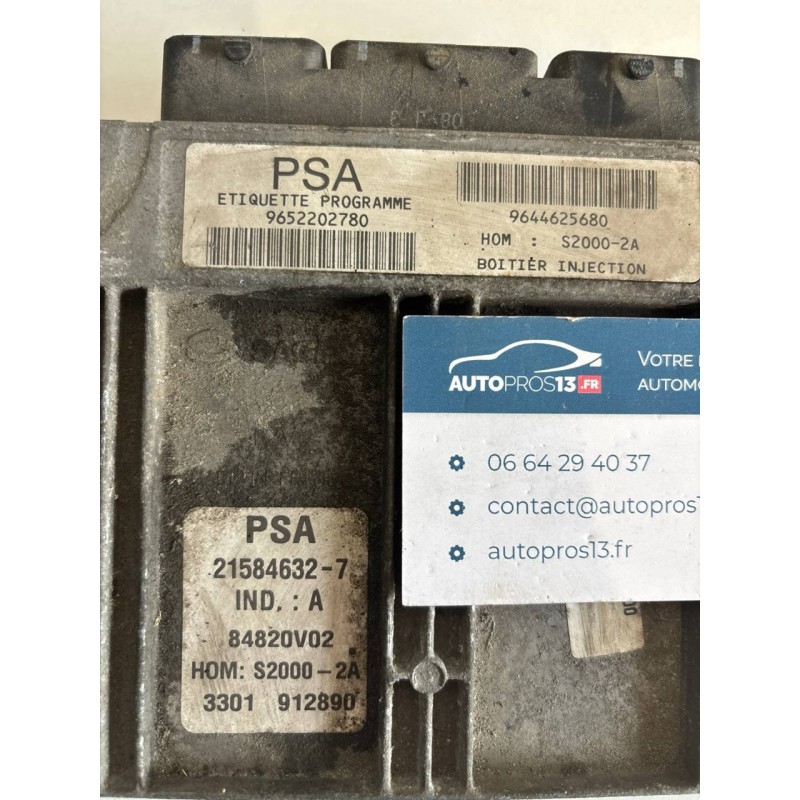 PSA
ETIQUETTE PROGRAMME
9652202780
9644625680
HOM : S2000-2A
BOITIER INJECTION
AUTOPROS13.FR
VOTRE
AUTOMO
06 64 29 40 37
contact@autopros1
autopros13.fr
PSA
21584632-7
IND.: A
84820V02
HOM: S2000-2A
3301 912890